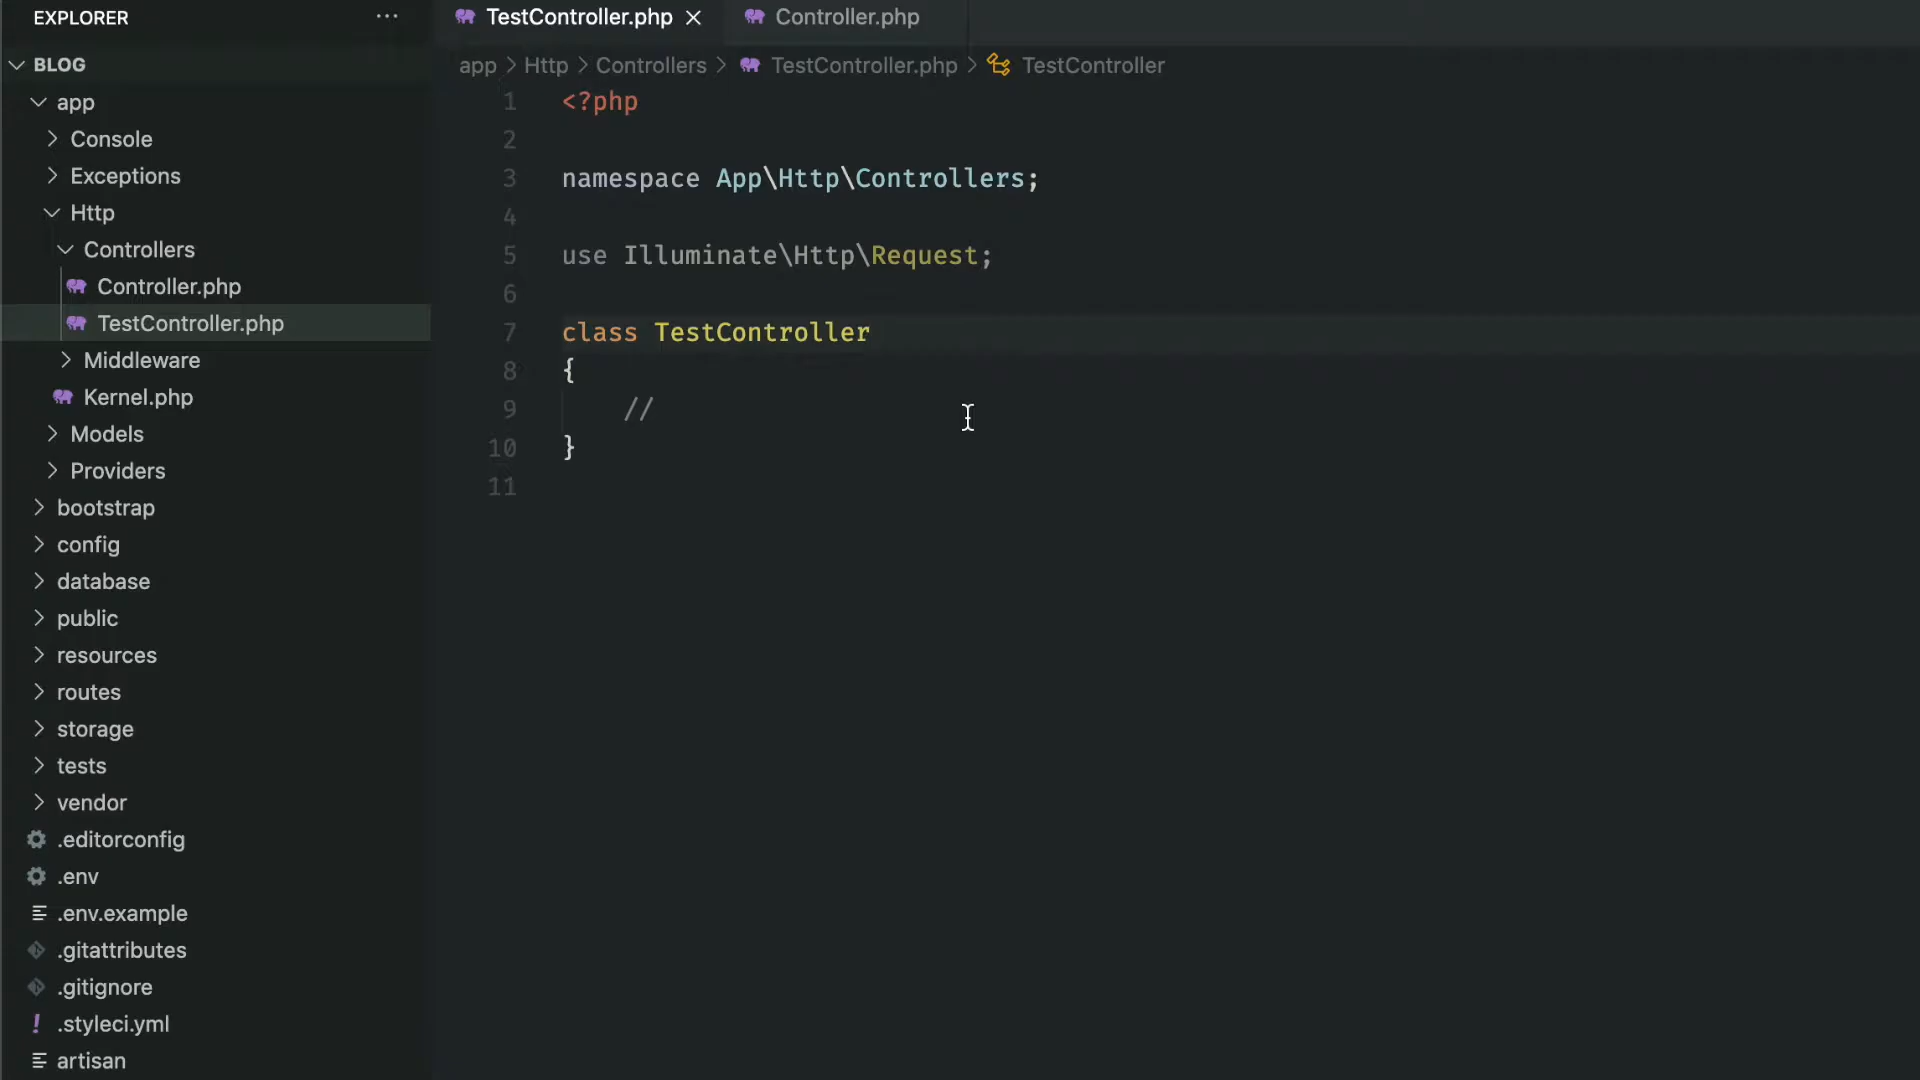 EXPLORER
BLOG
app
Console
Exceptions
Http
Controllers
Controller.php
TestController.php
Middleware
Kernel.php
Models
Providers
bootstrap
config
database
public
resources
routes
storage
tests
vendor
.editorconfig
.env
.env.example
.gitattributes
.gitignore
.styleci.yml
artisan
TestController.php Controller.php
app > Http > Controllers > TestController.php > TestController
1 <?php
2
3 namespace App\Http\Controllers;
4
5 use Illuminate\Http\Request;
6
7 class TestController
8 {
9 //
10 }
11